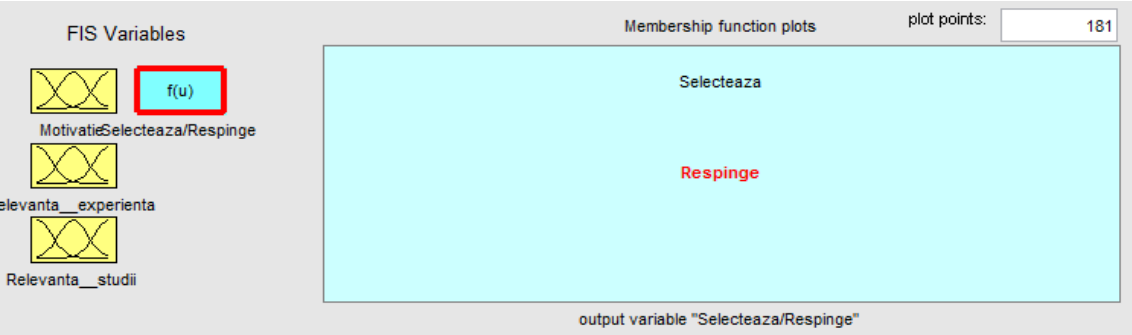 FIS Variables
Membership function plots
plot points:
181
f(u)
Selecteaza
Motivatie
Selecteaza/Respinge
Respinge
elevanta__experienta
Relevanta__studii
output variable "Selecteaza/Respinge"